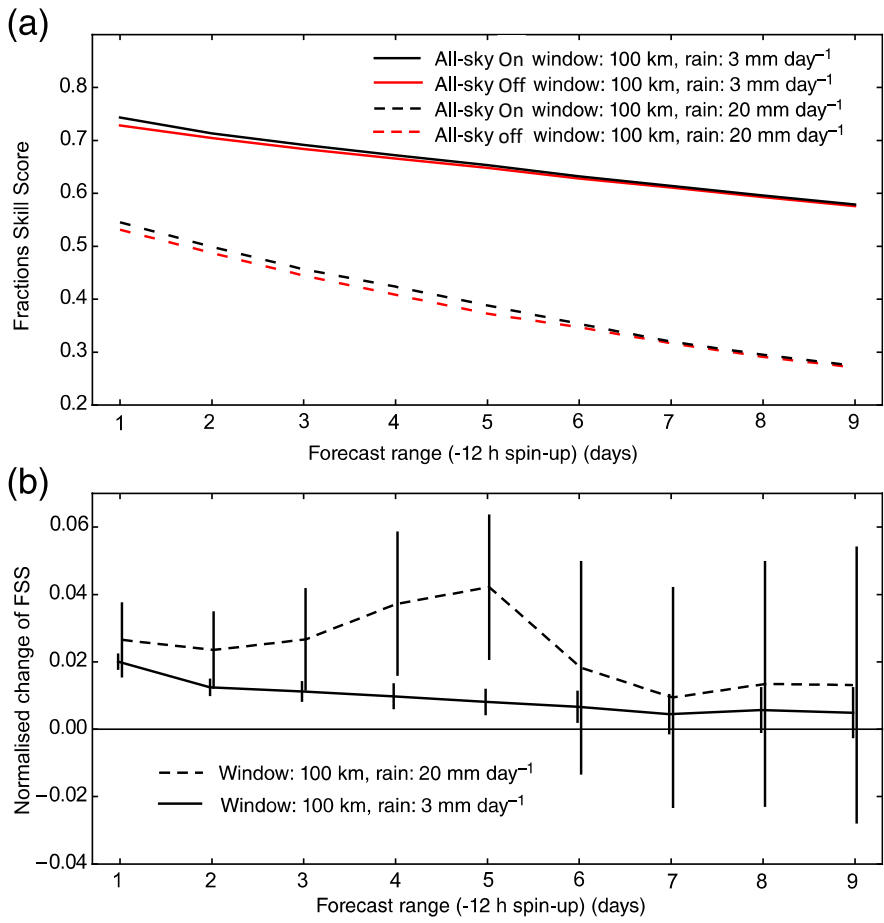 (a)
All-sky On window: 100 km, rain: 3 mm day⁻¹
All-sky Off window: 100 km, rain: 3 mm day⁻¹
All-sky On window: 100 km, rain: 20 mm day⁻¹
All-sky off window: 100 km, rain: 20 mm day⁻¹
Fractions Skill Score
0.8
0.7
0.6
0.5
0.4
0.3
0.2
1 2 3 4 5 6 7 8 9
Forecast range (-12 h spin-up) (days)
(b)
Normalised change of FSS
0.06
0.04
0.02
0.00
−0.02
−0.04
Window: 100 km, rain: 20 mm day⁻¹
Window: 100 km, rain: 3 mm day⁻¹
1 2 3 4 5 6 7 8 9
Forecast range (-12 h spin-up) (days)